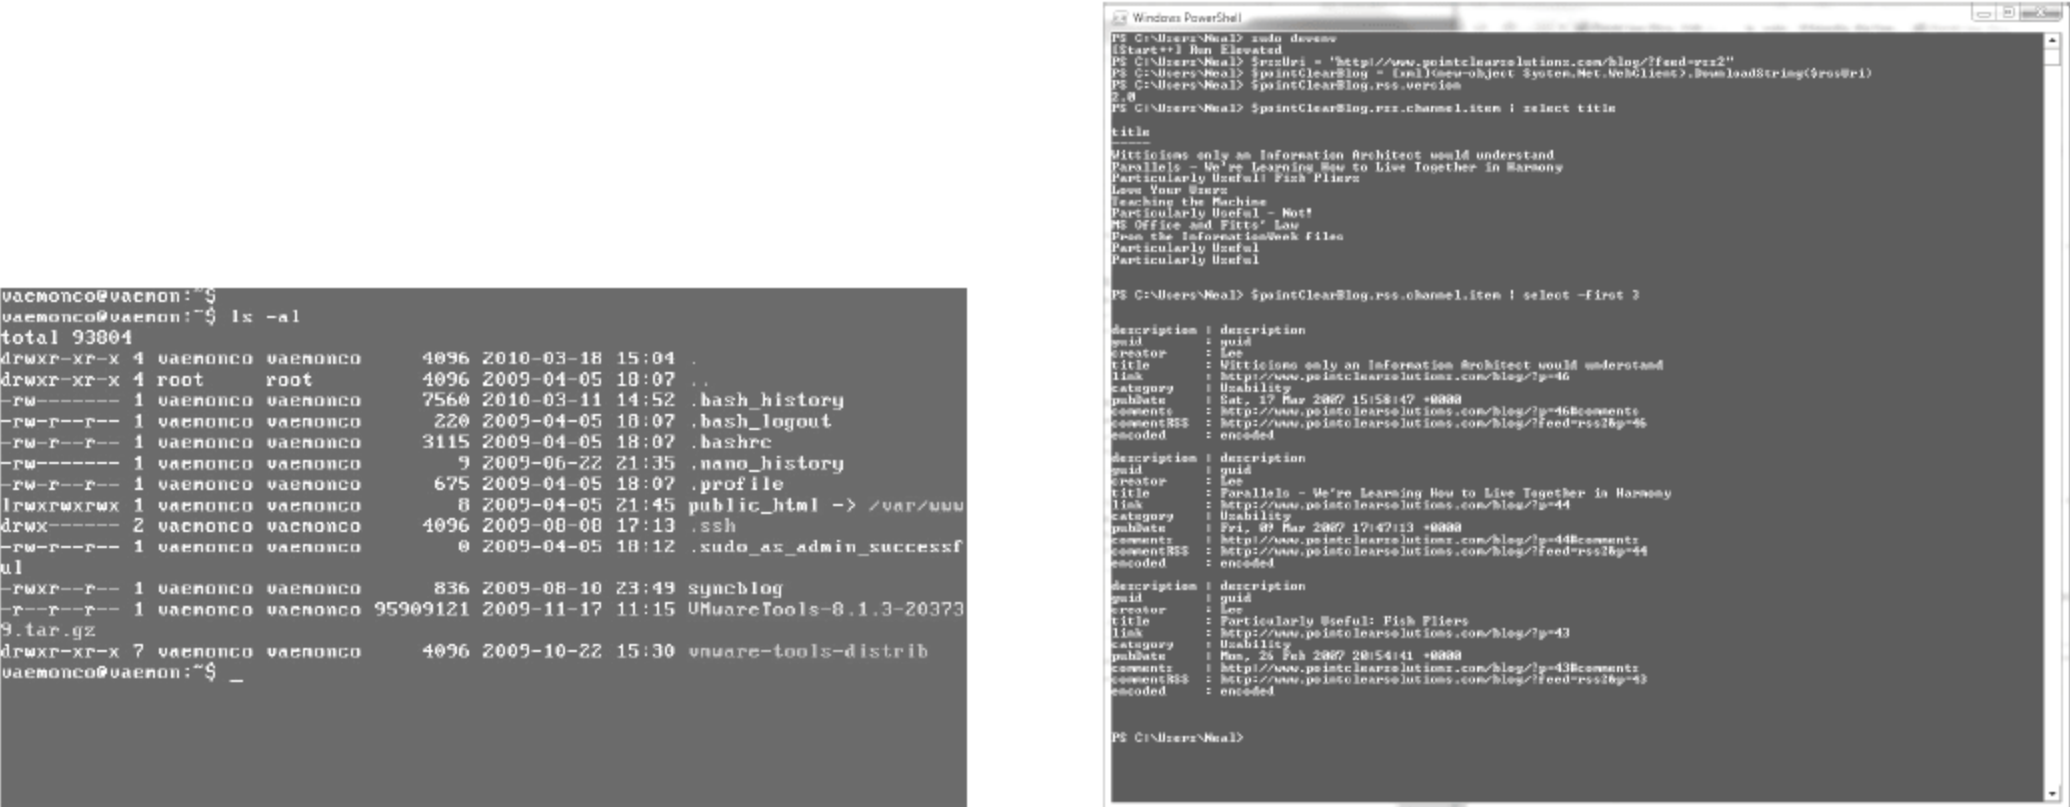 vaemonco@vaemon:~$
vaemonco@vaemon:~$ ls -al
total 93804
drwxr-xr-x 4 vaemonco vaemonco 4096 2010-03-18 15:04 .
drwxr-xr-x 4 root root 4096 2009-04-05 18:07 ..
-rw------- 1 vaemonco vaemonco 7560 2010-03-11 14:52 .bash_history
-rw-r--r-- 1 vaemonco vaemonco 220 2009-04-05 18:07 .bash_logout
-rw-r--r-- 1 vaemonco vaemonco 3115 2009-04-05 18:07 .bashrc
-rw------- 1 vaemonco vaemonco 9 2009-06-22 21:35 .nano_history
-rw-r--r-- 1 vaemonco vaemonco 675 2009-04-05 18:07 .profile
lrwxrwxrwx 1 vaemonco vaemonco 8 2009-04-05 21:45 public_html -> /var/www
drwx------ 2 vaemonco vaemonco 4096 2009-08-08 17:13 .ssh
-rw-r--r-- 1 vaemonco vaemonco 0 2009-04-05 18:12 .sudo_as_admin_successf
ul
-rwxr--r-- 1 vaemonco vaemonco 836 2009-08-10 23:49 syncblog
-r--r--r-- 1 vaemonco vaemonco 95909121 2009-11-17 11:15 VMwareTools-8.1.3-20373
9.tar.gz
drwxr-xr-x 7 vaemonco vaemonco 4096 2009-10-22 15:30 vmware-tools-distrib
vaemonco@vaemon:~$ _
Windows PowerShell
PS C:\Users\Neal> sudo devenv
[Start++] Run Elevated
PS C:\Users\Neal> $rssUri = "http://www.pointclearsolutions.com/blog/?feed=rss2"
PS C:\Users\Neal> $pointClearBlog = [xml](new-object System.Net.WebClient).DownloadString($rssUri)
PS C:\Users\Neal> $pointClearBlog.rss.version
2.0
PS C:\Users\Neal> $pointClearBlog.rss.channel.item | select title
title
-----
Witticisms only an Information Architect would understand
Parallels - We're Learning How to Live Together in Harmony
Particularly Useful: Fish Pliers
Love Your Users
Teaching the Machine
Particularly Useful - Not!
MS Office and Fitts' Law
From the InformationWeek files
Particularly Useful
Particularly Useful
PS C:\Users\Neal> $pointClearBlog.rss.channel.item | select -first 3
description : description
guid : guid
creator : Lee
title : Witticisms only an Information Architect would understand
link : http://www.pointclearsolutions.com/blog/?p=46
category : Usability
pubDate : Sat, 17 Mar 2007 15:58:47 +0000
comments : http://www.pointclearsolutions.com/blog/?p=46#comments
commentRSS : http://www.pointclearsolutions.com/blog/?feed=rss2&p=46
encoded : encoded
description : description
guid : guid
creator : Lee
title : Parallels - We're Learning How to Live Together in Harmony
link : http://www.pointclearsolutions.com/blog/?p=44
category : Usability
pubDate : Fri, 09 Mar 2007 17:47:13 +0000
comments : http://www.pointclearsolutions.com/blog/?p=44#comments
commentRSS : http://www.pointclearsolutions.com/blog/?feed=rss2&p=44
encoded : encoded
description : description
guid : guid
creator : Lee
title : Particularly Useful: Fish Pliers
link : http://www.pointclearsolutions.com/blog/?p=43
category : Usability
pubDate : Mon, 26 Feb 2007 20:54:41 +0000
comments : http://www.pointclearsolutions.com/blog/?p=43#comments
commentRSS : http://www.pointclearsolutions.com/blog/?feed=rss2&p=43
encoded : encoded
PS C:\Users\Neal>